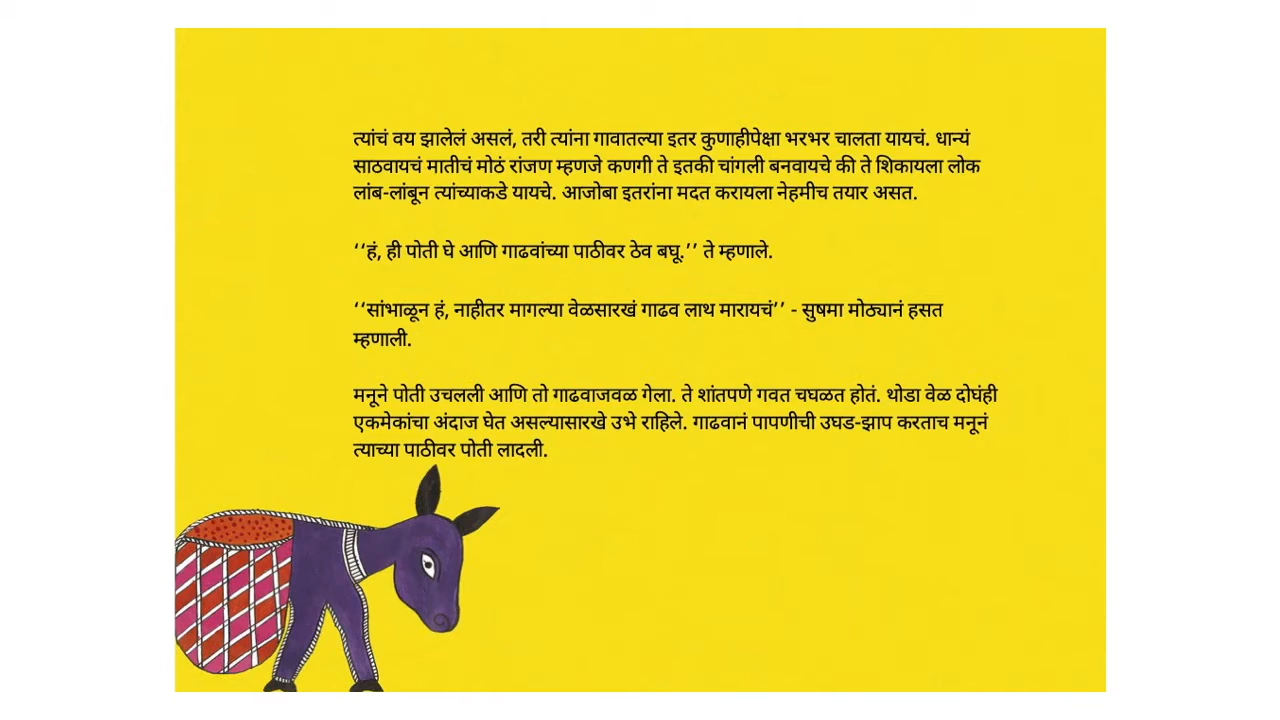 त्यांचं वय झालेलं असलं, तरी त्यांना गावातल्या इतर कुणाहीपेक्षा भरभर चालता यायचं. धान्यं
साठवायचं मातीचं मोठं रांजण म्हणजे कणगी ते इतकी चांगली बनवायचे की ते शिकायला लोक
लांब-लांबून त्यांच्याकडे यायचे. आजोबा इतरांना मदत करायला नेहमीच तयार असत.
‘‘हं, ही पोती घे आणि गाढवांच्या पाठीवर ठेव बघू.’’ ते म्हणाले.
‘‘सांभाळून हं, नाहीतर मागल्या वेळसारखं गाढव लाथ मारायचं’’ - सुषमा मोठ्यानं हसत
म्हणाली.
मनूने पोती उचलली आणि तो गाढवाजवळ गेला. ते शांतपणे गवत चघळत होतं. थोडा वेळ दोघंही
एकमेकांचा अंदाज घेत असल्यासारखे उभे राहिले. गाढवानं पापणीची उघड-झाप करताच मनूनं
त्याच्या पाठीवर पोती लादली.